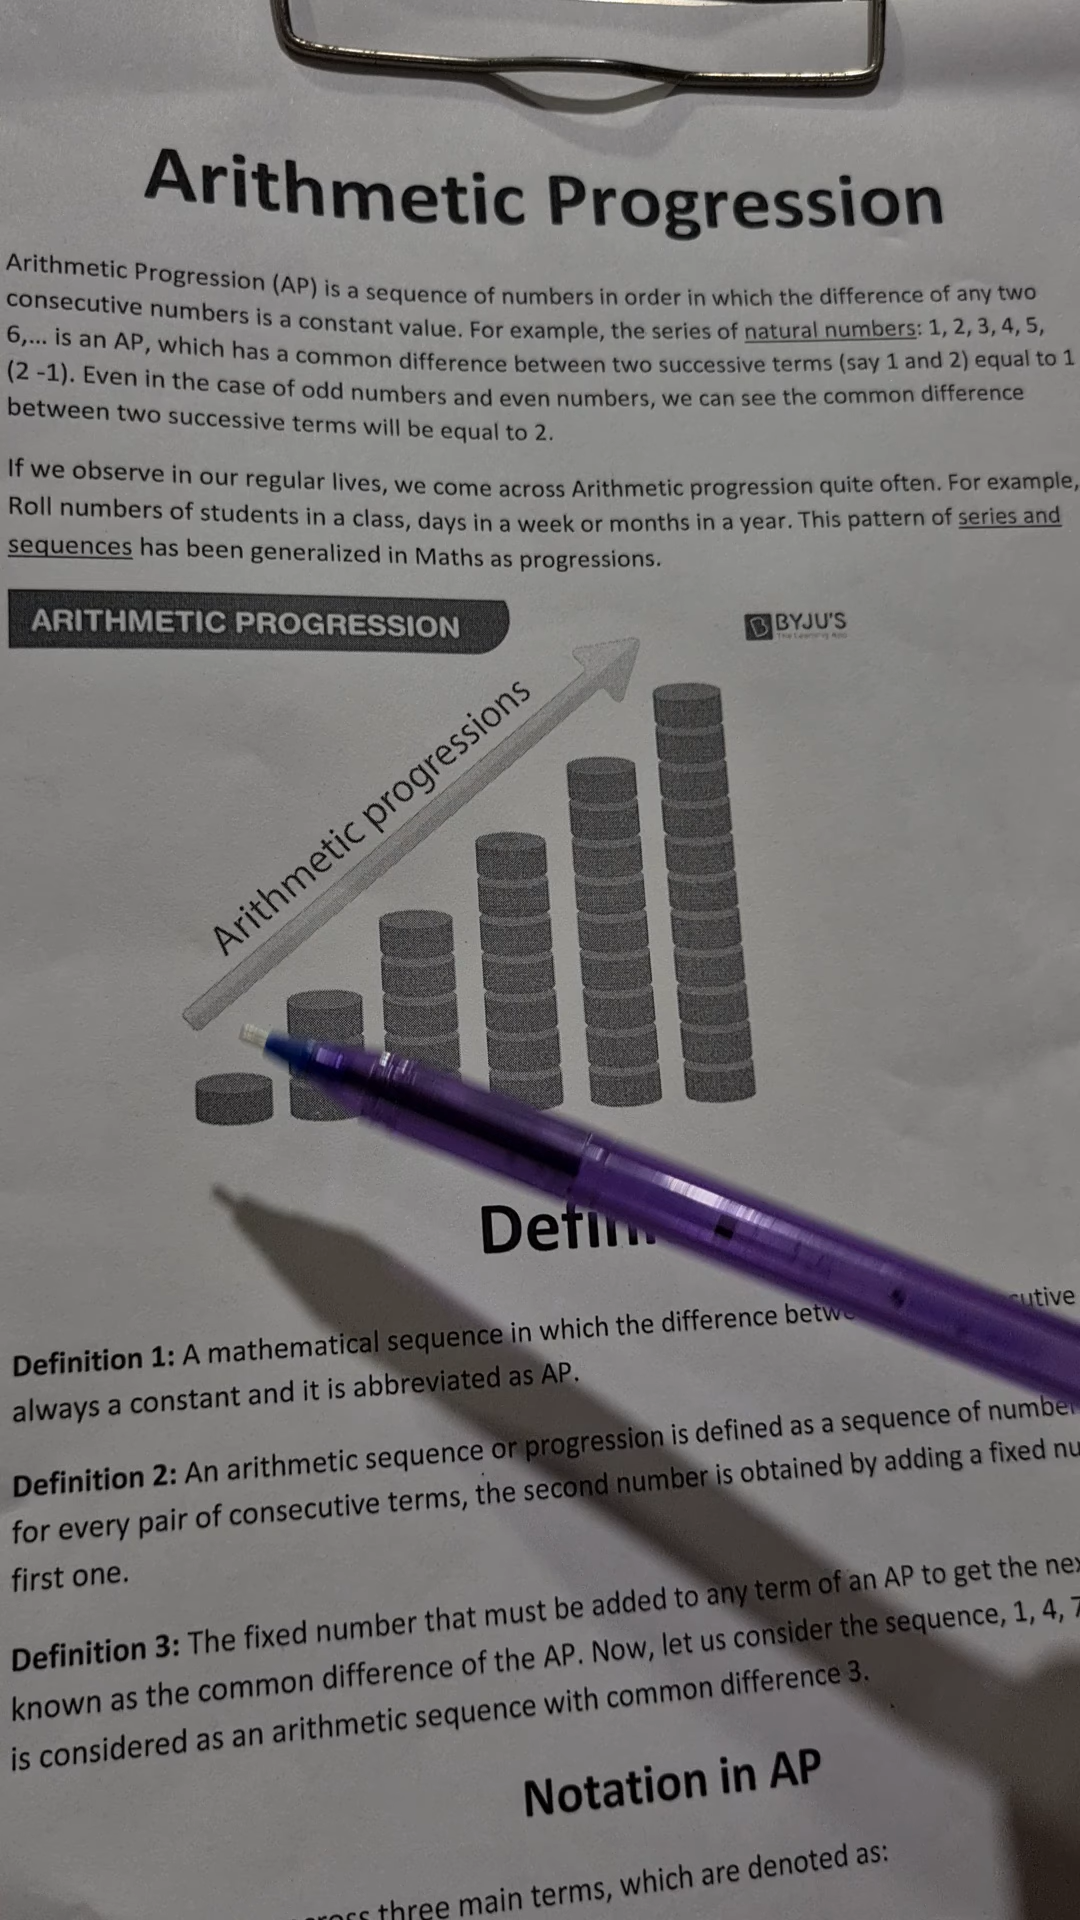 Arithmetic Progression
Arithmetic Progression (AP) is a sequence of numbers in order in which the difference of any two
consecutive numbers is a constant value. For example, the series of natural numbers: 1, 2, 3, 4, 5,
6,... is an AP, which has a common difference between two successive terms (say 1 and 2) equal to 1
(2 -1). Even in the case of odd numbers and even numbers, we can see the common difference
between two successive terms will be equal to 2.
If we observe in our regular lives, we come across Arithmetic progression quite often. For example,
Roll numbers of students in a class, days in a week or months in a year. This pattern of series and
sequences has been generalized in Maths as progressions.
ARITHMETIC PROGRESSION
BYJU'S
The Learning App
Arithmetic progressions
Definition 1: A mathematical sequence in which the difference
always a constant and it is abbreviated as AP.
Definition 2: An arithmetic sequence or progression is defined as a sequence of
for every pair of consecutive terms, the second number is obtained by adding a fixed
first one.
Definition 3: The fixed number that must be added to any term of an AP to get the
known as the common difference of the AP. Now, let us consider the sequence, 1, 4, 7
is considered as an arithmetic sequence with common difference 3.
Notation in AP
three main terms, which are denoted as: